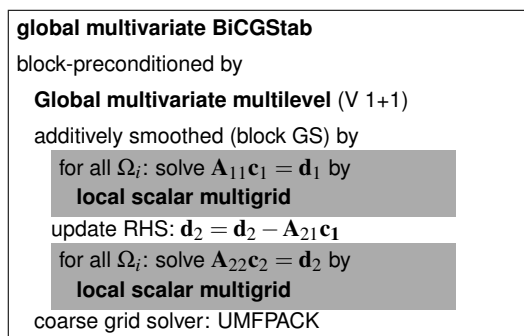 global multivariate BiCGStab
block-preconditioned by
Global multivariate multilevel (V 1+1)
additively smoothed (block GS) by
for all Ωᵢ: solve A₁₁c₁ = d₁ by
local scalar multigrid
update RHS: d₂ = d₂ − A₂₁c₁
for all Ωᵢ: solve A₂₂c₂ = d₂ by
local scalar multigrid
coarse grid solver: UMFPACK